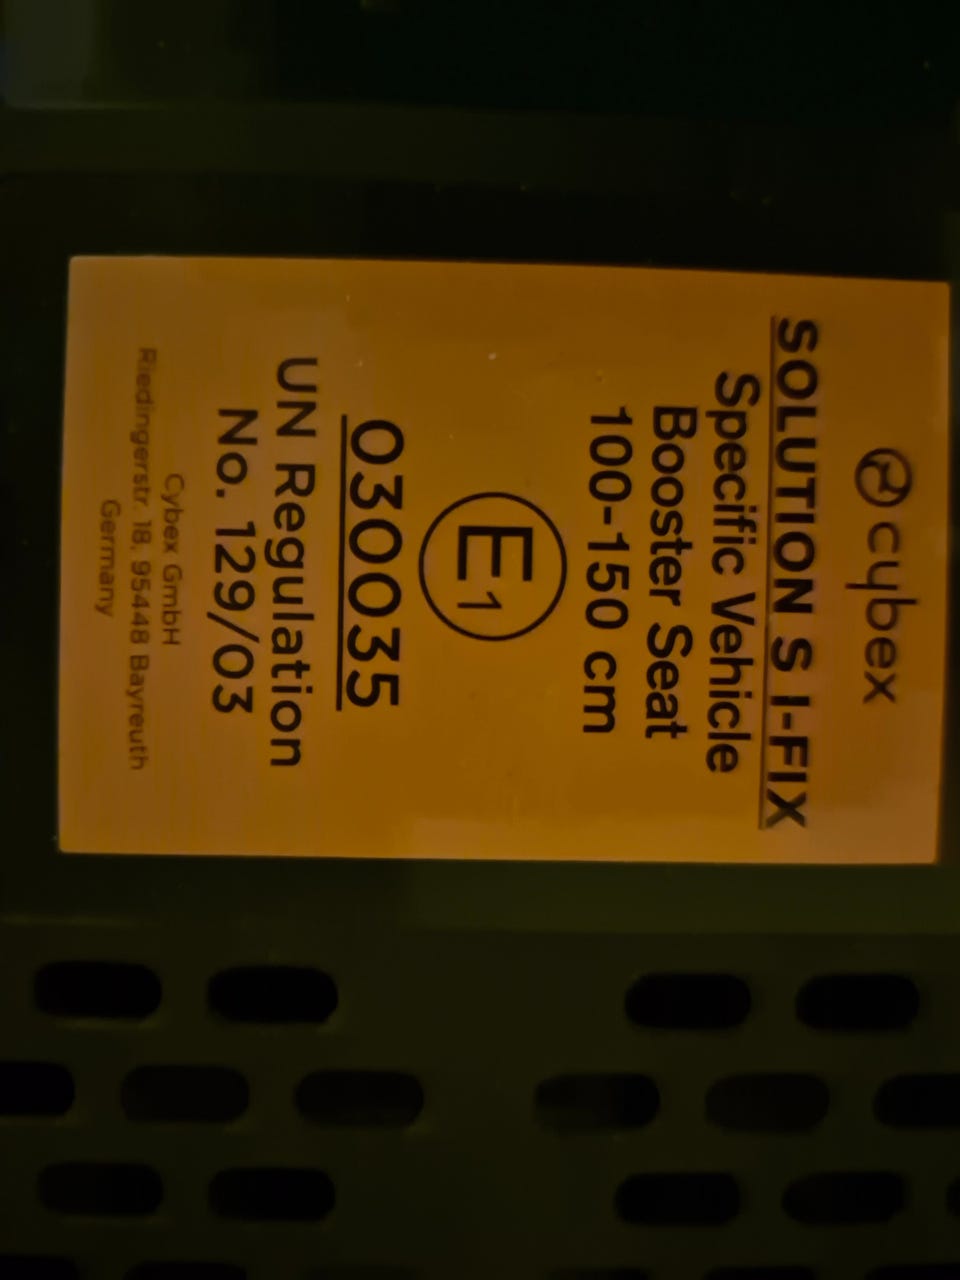 cybex
SOLUTION S I-FIX
Specific Vehicle
Booster Seat
100-150 cm
E1
030035
UN Regulation
No. 129/03
Cybex GmbH
Riedingerstr. 18, 95448 Bayreuth
Germany